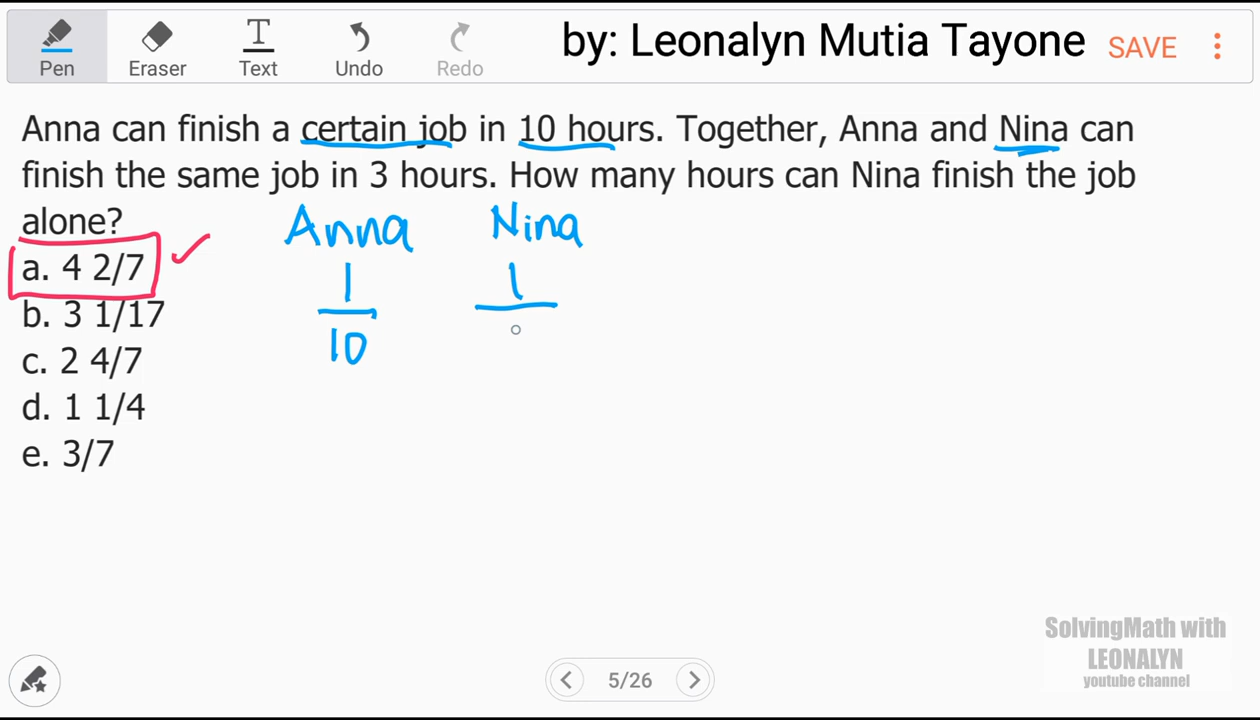 by: Leonalyn Mutia Tayone
SAVE
Pen
Eraser
T
Text
Undo
Redo
Anna can finish a certain job in 10 hours. Together, Anna and Nina can
finish the same job in 3 hours. How many hours can Nina finish the job
alone?
a. 4 2/7
b. 3 1/17
c. 2 4/7
d. 1 1/4
e. 3/7
Anna Nina
1 1
10
5/26
SolvingMath with
LEONALYN
youtube channel